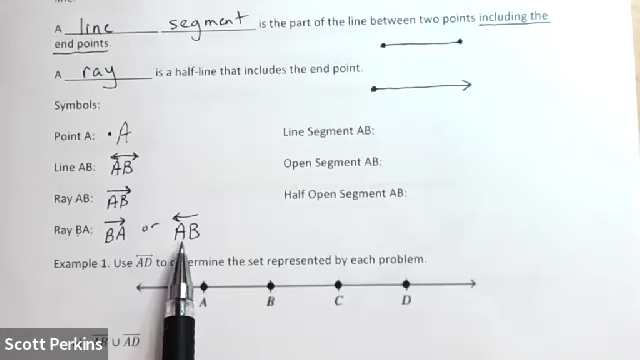 A line segment is the part of the line between two points including the
end points.
A ray is a half-line that includes the end point.
Symbols:
Point A: · A
Line AB: AB
Ray AB: AB
Ray BA: BA or AB
Line Segment AB:
Open Segment AB:
Half Open Segment AB:
Example 1. Use AD to determine the set represented by each problem.
A B C D
Scott Perkins
∪ AD